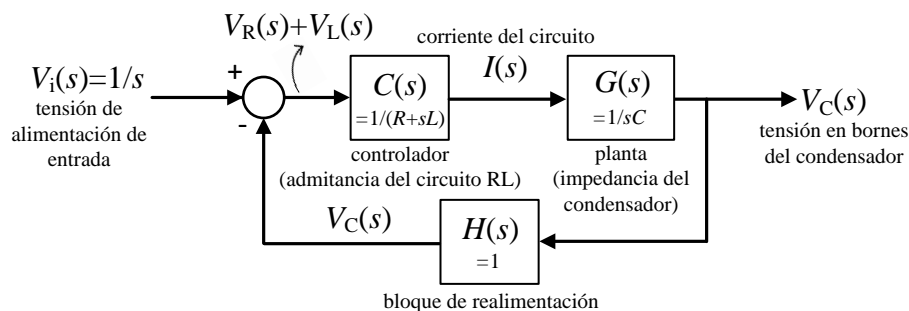 V_R(s)+V_L(s)
corriente del circuito
V_i(s)=1/s
tensión de
alimentación de
entrada
+
-
C(s)
=1/(R+sL)
controlador
(admitancia del circuito RL)
I(s)
G(s)
=1/sC
planta
(impedancia del
condensador)
V_C(s)
tensión en bornes
del condensador
V_C(s)
H(s)
=1
bloque de realimentación